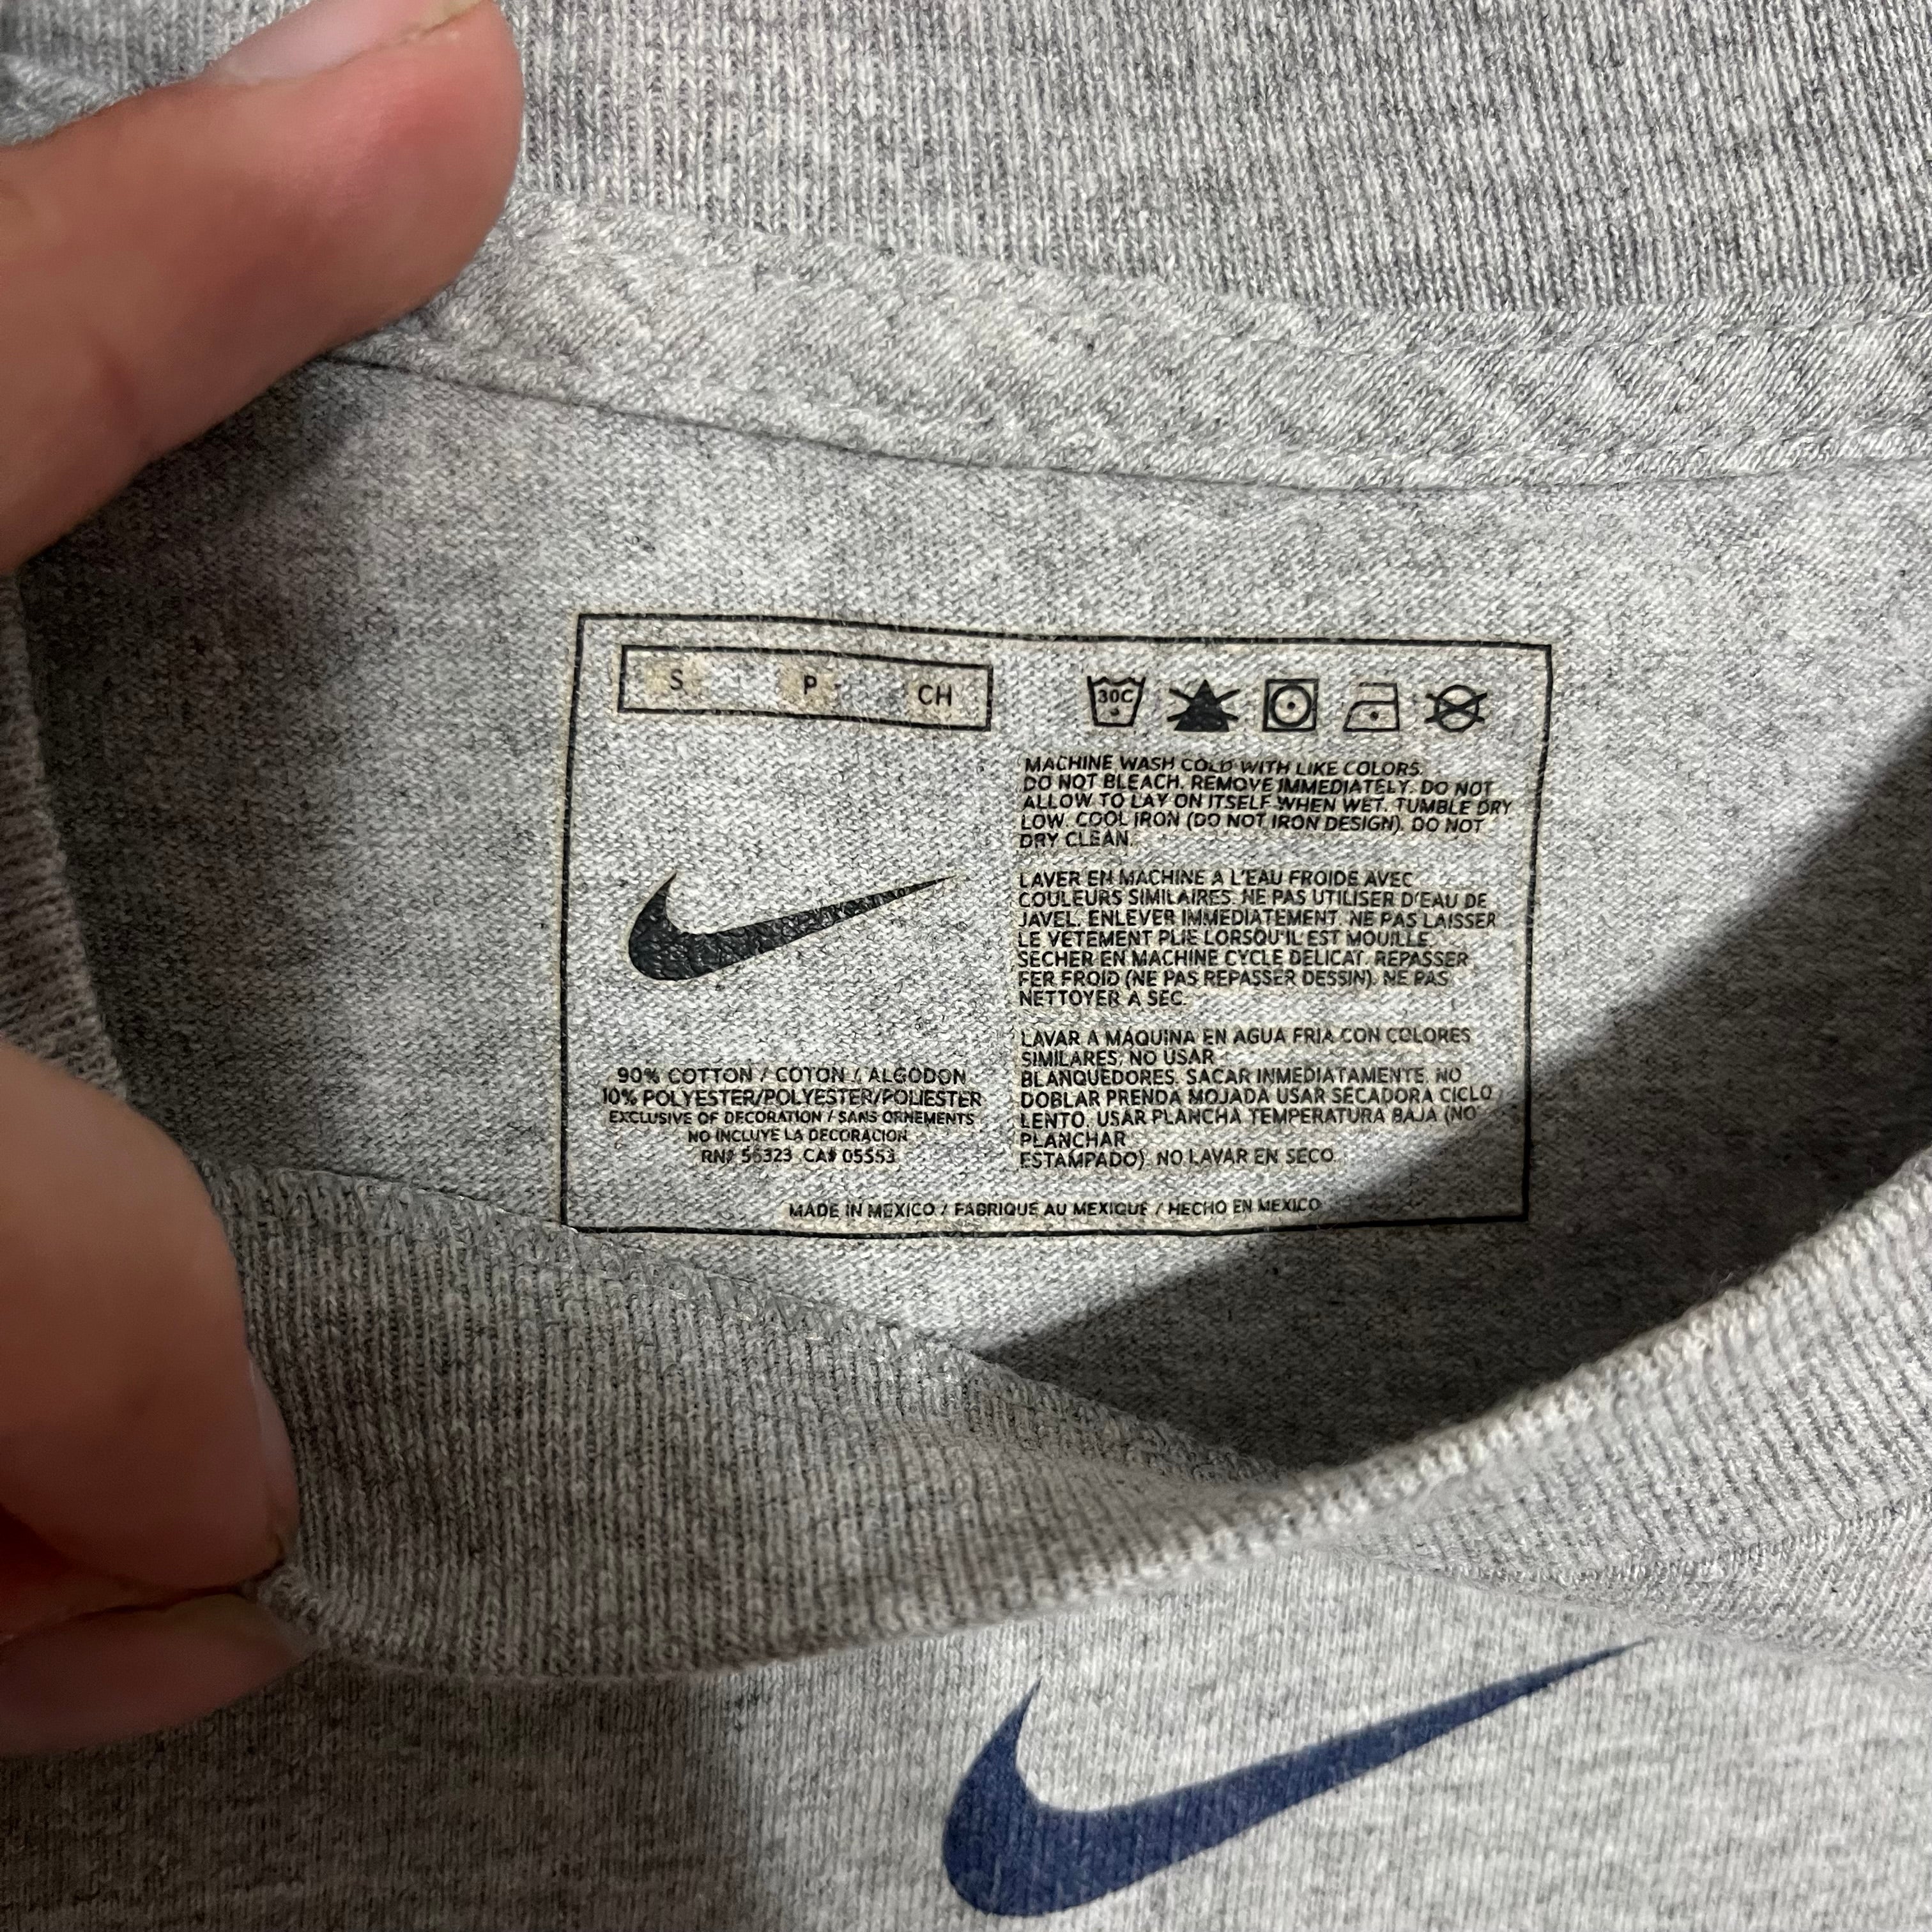 S P CH
30C
MACHINE WASH COLD WITH LIKE COLORS.
DO NOT BLEACH. REMOVE IMMEDIATELY. DO NOT
ALLOW TO LAY ON ITSELF WHEN WET. TUMBLE DRY
LOW. COOL IRON (DO NOT IRON DESIGN). DO NOT
DRY CLEAN.
LAVER EN MACHINE A L'EAU FROIDE AVEC
COULEURS SIMILAIRES. NE PAS UTILISER D'EAU DE
JAVEL. ENLEVER IMMEDIATEMENT. NE PAS LAISSER
LE VETEMENT PLIE LORSQU'IL EST MOUILLE.
SECHER EN MACHINE CYCLE DELICAT. REPASSER
FER FROID (NE PAS REPASSER DESSIN). NE PAS
NETTOYER A SEC.
LAVAR A MAQUINA EN AGUA FRIA CON COLORES
SIMILARES. NO USAR
BLANQUEDORES. SACAR INMEDIATAMENTE. NO
DOBLAR PRENDA MOJADA USAR SECADORA CICLO
LENTO. USAR PLANCHA TEMPERATURA BAJA (NO
PLANCHAR
ESTAMPADO). NO LAVAR EN SECO.
90% COTTON / COTON / ALGODON
10% POLYESTER/POLYESTER/POLIESTER
EXCLUSIVE OF DECORATION / SANS ORNEMENTS
NO INCLUYE LA DECORACION
RN# 56323 CA# 05553
MADE IN MEXICO / FABRIQUE AU MEXIQUE / HECHO EN MEXICO